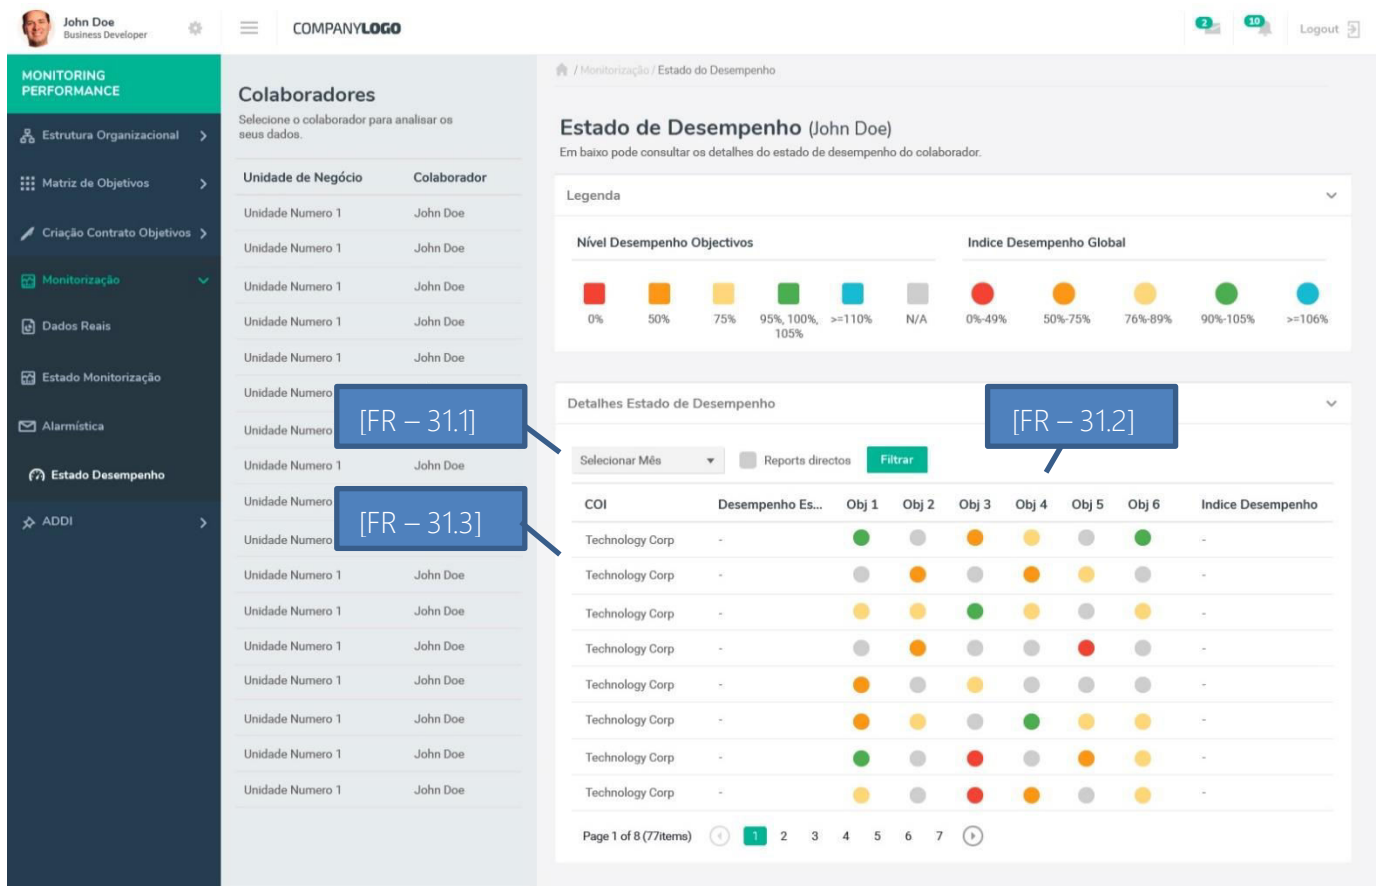 John Doe
Business Developer
COMPANYLOGO
2
10
Logout
MONITORING
PERFORMANCE
Estrutura Organizacional
Matriz de Objetivos
Criação Contrato Objetivos
Monitorização
Dados Reais
Estado Monitorização
Alarmística
Estado Desempenho
ADDI
Colaboradores
Selecione o colaborador para analisar os
seus dados.
Unidade de Negócio Colaborador
Unidade Numero 1 John Doe
Unidade Numero 1 John Doe
Unidade Numero 1 John Doe
Unidade Numero 1 John Doe
Unidade Numero 1 John Doe
Unidade Numero
Unidade Numero
Unidade Numero 1 John Doe
Unidade Numero
Unidade Numero
Unidade Numero 1 John Doe
Unidade Numero 1 John Doe
Unidade Numero 1 John Doe
Unidade Numero 1 John Doe
Unidade Numero 1 John Doe
Unidade Numero 1 John Doe
Unidade Numero 1 John Doe
/ Monitorização / Estado do Desempenho
Estado de Desempenho (John Doe)
Em baixo pode consultar os detalhes do estado de desempenho do colaborador.
Legenda
Nível Desempenho Objectivos
0% 50% 75% 95%, 100%, >=110% N/A
105%
Indice Desempenho Global
0%-49% 50%-75% 76%-89% 90%-105% >=106%
Detalhes Estado de Desempenho
[FR – 31.1]
[FR – 31.2]
[FR – 31.3]
Selecionar Mês Reports directos Filtrar
COI Desempenho Es... Obj 1 Obj 2 Obj 3 Obj 4 Obj 5 Obj 6 Indice Desempenho
Technology Corp - -
Technology Corp - -
Technology Corp - -
Technology Corp - -
Technology Corp - -
Technology Corp - -
Technology Corp - -
Technology Corp - -
Page 1 of 8 (77items) 1 2 3 4 5 6 7